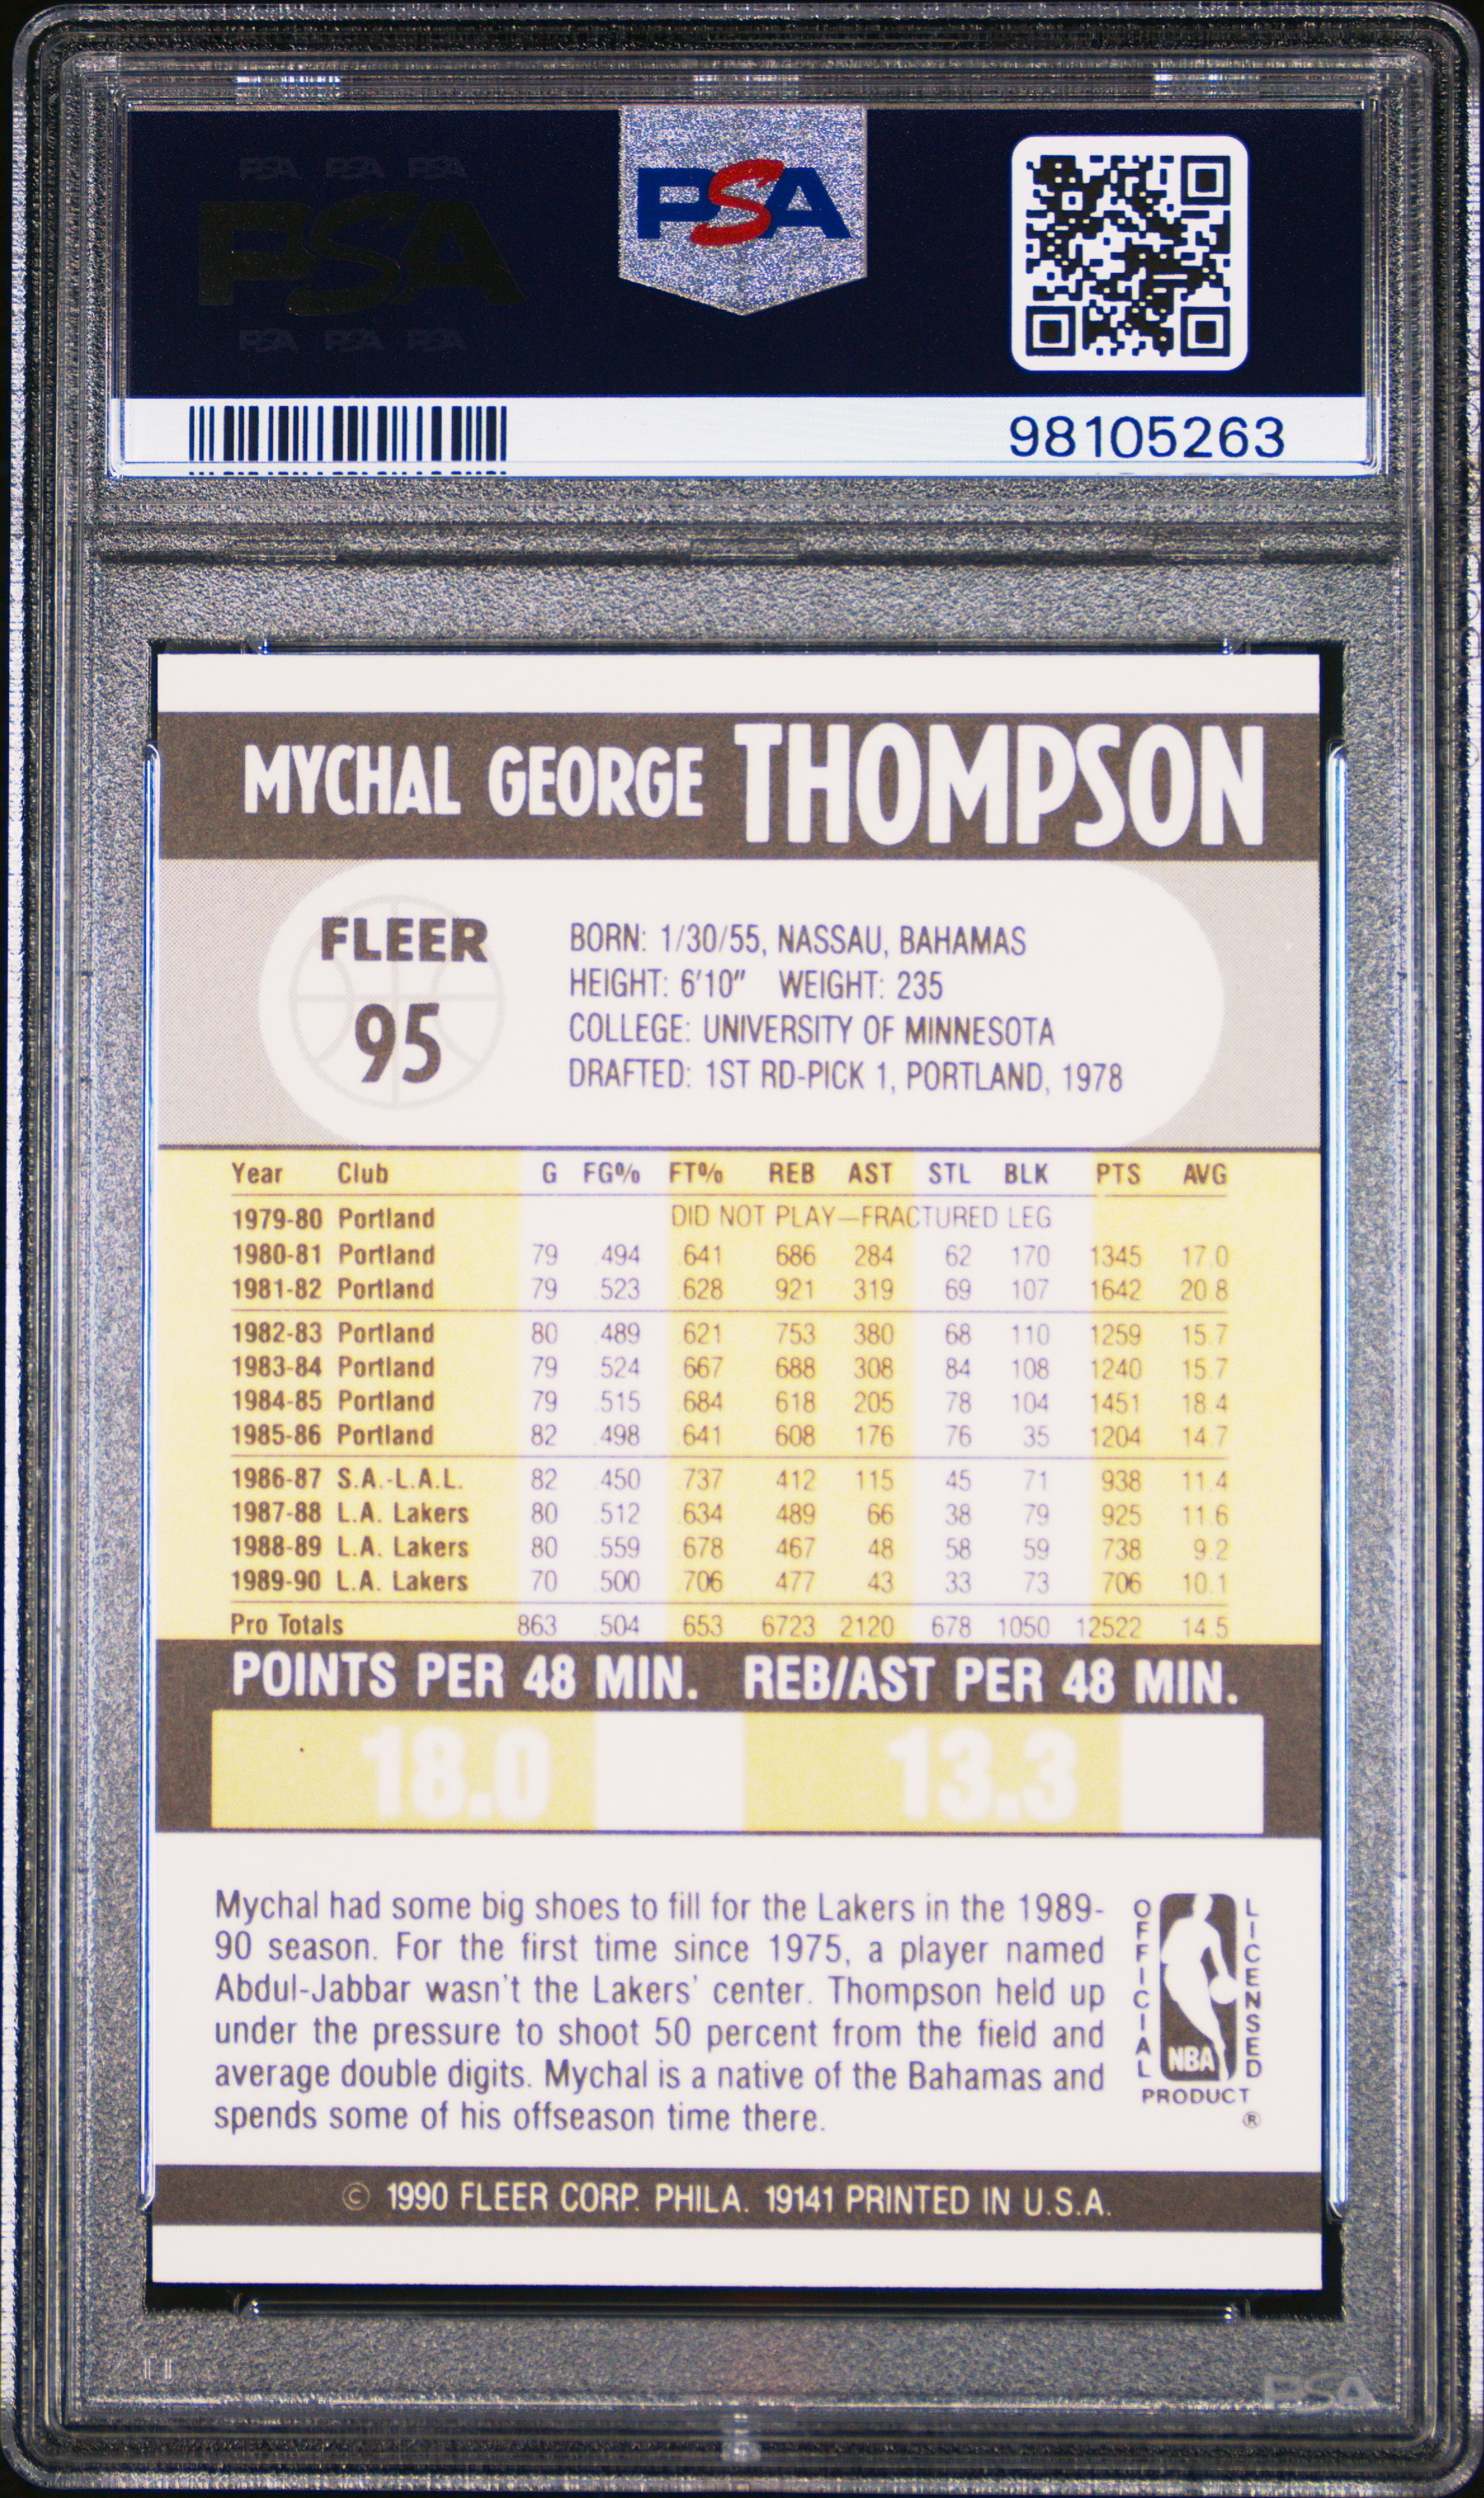 PSA PSA PSA
PSA
PSA PSA PSA
PSA
98105263
MYCHAL GEORGE THOMPSON
FLEER
95
BORN: 1/30/55, NASSAU, BAHAMAS
HEIGHT: 6'10" WEIGHT: 235
COLLEGE: UNIVERSITY OF MINNESOTA
DRAFTED: 1ST RD-PICK 1, PORTLAND, 1978
Year Club G FG% FT% REB AST STL BLK PTS AVG
1979-80 Portland DID NOT PLAY—FRACTURED LEG
1980-81 Portland 79 .494 .641 686 284 62 170 1345 17.0
1981-82 Portland 79 .523 .628 921 319 69 107 1642 20.8
1982-83 Portland 80 .489 .621 753 380 68 110 1259 15.7
1983-84 Portland 79 .524 .667 688 308 84 108 1240 15.7
1984-85 Portland 79 .515 .684 618 205 78 104 1451 18.4
1985-86 Portland 82 .498 .641 608 176 76 35 1204 14.7
1986-87 S.A.-L.A.L. 82 .450 .737 412 115 45 71 938 11.4
1987-88 L.A. Lakers 80 .512 .634 489 66 38 79 925 11.6
1988-89 L.A. Lakers 80 .559 .678 467 48 58 59 738 9.2
1989-90 L.A. Lakers 70 .500 .706 477 43 33 73 706 10.1
Pro Totals 863 .504 .653 6723 2120 678 1050 12522 14.5
POINTS PER 48 MIN. REB/AST PER 48 MIN.
18.0 13.3
Mychal had some big shoes to fill for the Lakers in the 1989-
90 season. For the first time since 1975, a player named
Abdul-Jabbar wasn't the Lakers' center. Thompson held up
under the pressure to shoot 50 percent from the field and
average double digits. Mychal is a native of the Bahamas and
spends some of his offseason time there.
OFFICIAL
NBA
LICENSED
PRODUCT
®
© 1990 FLEER CORP. PHILA. 19141 PRINTED IN U.S.A.
PSA